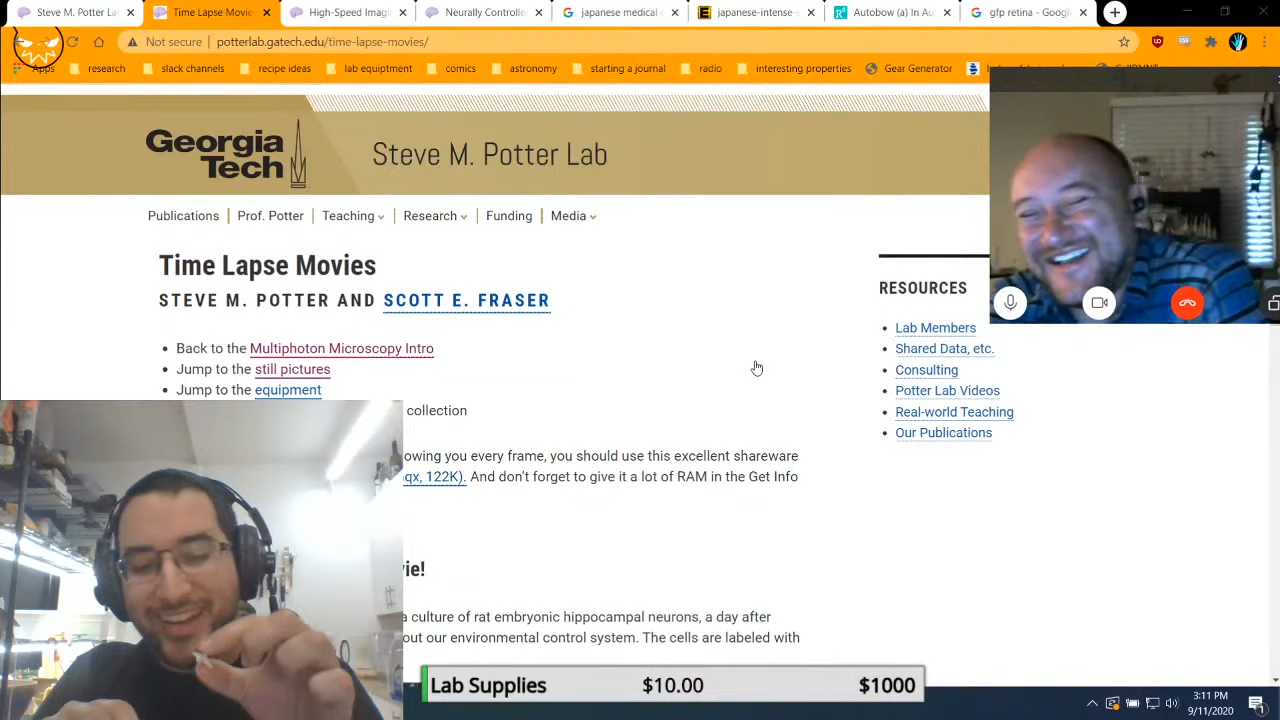 Steve M. Potter La
Time Lapse Movie
High-Speed Imag
Neurally Controlle
japanese medical e
japanese-intense-s
Autobow (a) In Au
gfp retina - Google
Not secure
potterlab.gatech.edu/time-lapse-movies/
Apps
research
slack channels
recipe ideas
lab equiptment
comics
astronomy
starting a journal
radio
interesting properties
Gear Generator
Georgia
Tech
Steve M. Potter Lab
Publications
Prof. Potter
Teaching
Research
Funding
Media
Time Lapse Movies
STEVE M. POTTER AND SCOTT E. FRASER
Back to the Multiphoton Microscopy Intro
Jump to the still pictures
Jump to the equipment
collection
owing you every frame, you should use this excellent shareware
qx, 122K). And don't forget to give it a lot of RAM in the Get Info
vie!
a culture of rat embryonic hippocampal neurons, a day after
out our environmental control system. The cells are labeled with
RESOURCES
Lab Members
Shared Data, etc.
Consulting
Potter Lab Videos
Real-world Teaching
Our Publications
Lab Supplies
$10.00
$1000
3:11 PM
9/11/2020